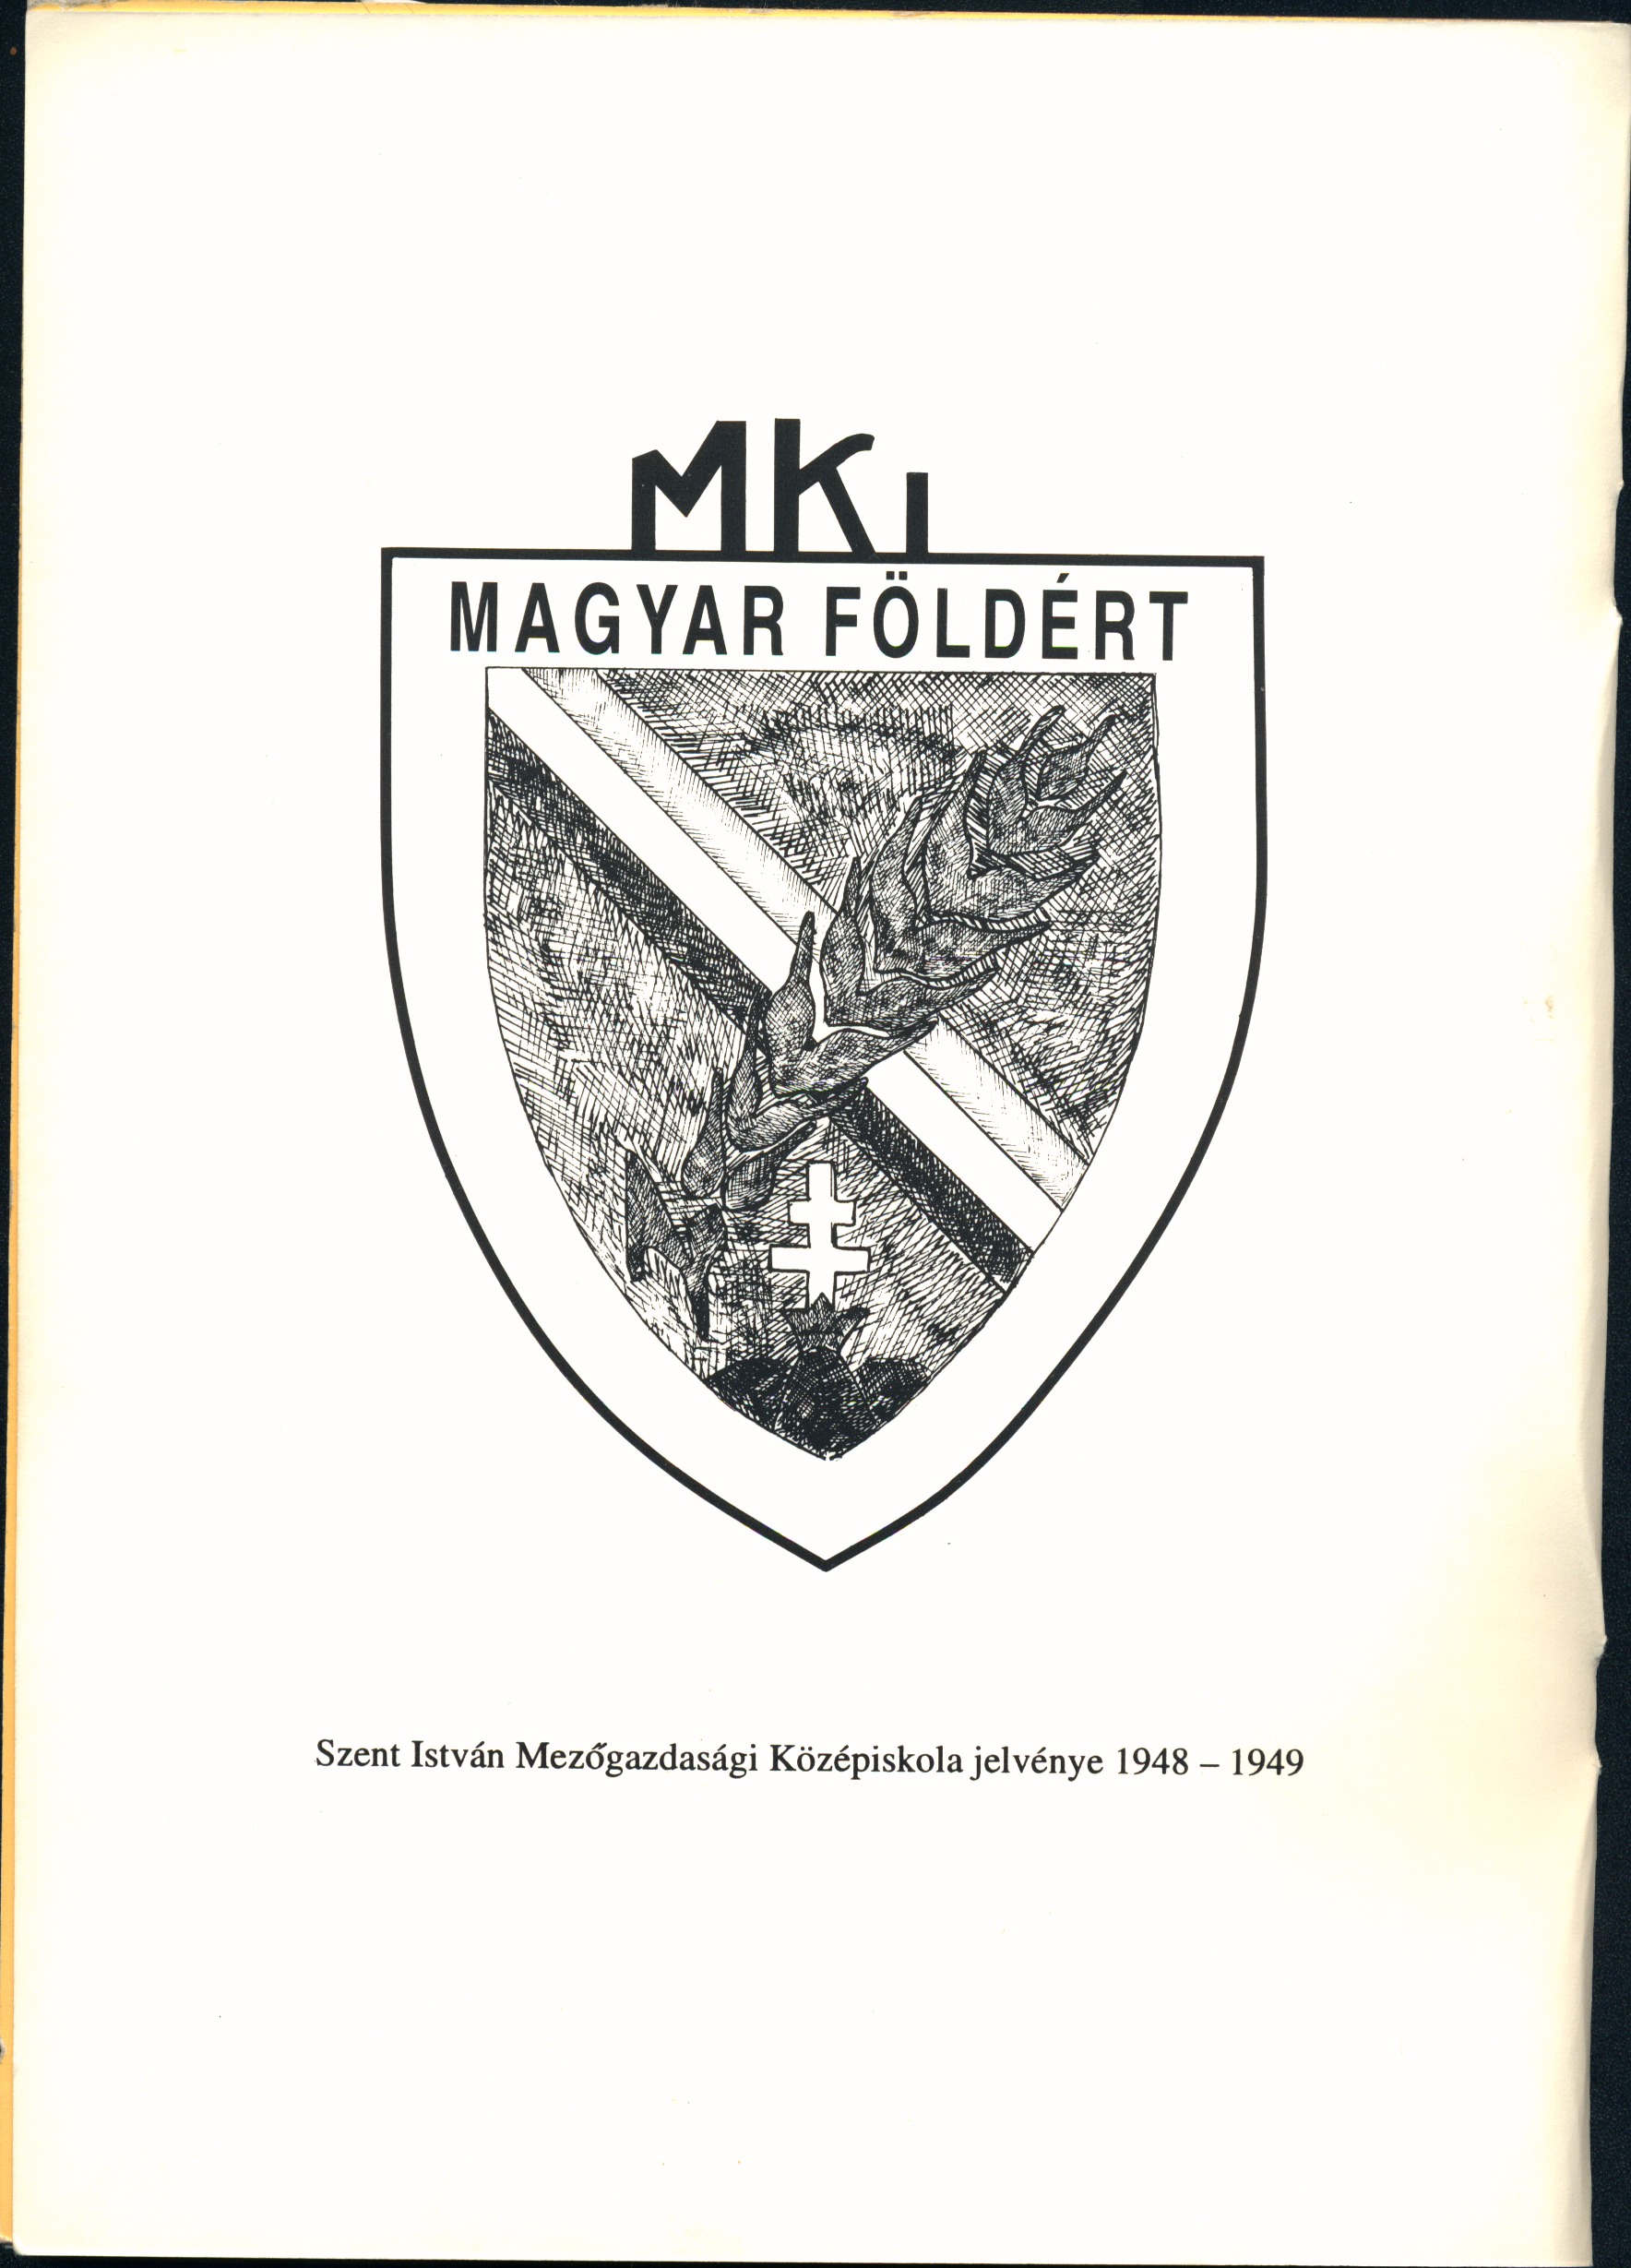 MKI
MAGYAR FÖLDÉRT
Szent István Mezőgazdasági Középiskola jelvénye 1948 – 1949